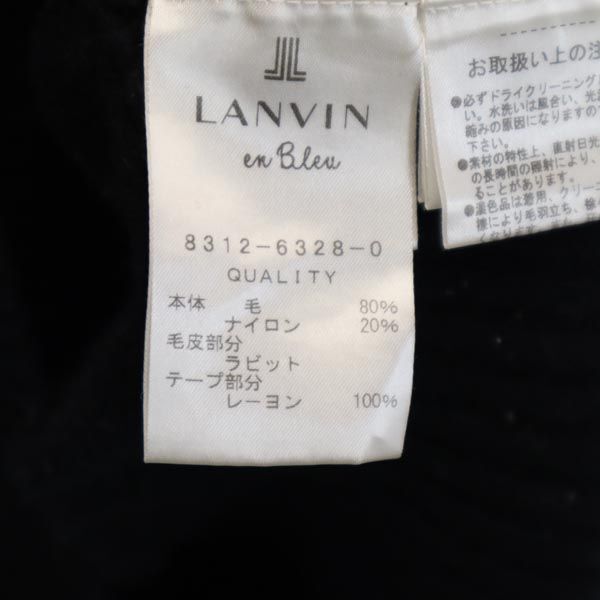 LANVIN
en Bleu
8312-6328-0
QUALITY
本体 毛 80%
ナイロン 20%
毛皮部分
ラビット
テープ部分
レーヨン 100%
お取扱い上の注
●必ずドライクリーニング
い。水洗いは風合い、光
縮みの原因になりますの
下さい。
●素材の特性上、直射日光
の長時間の照射により、
ることがあります。
●濃色品は着用、クリー
擦により毛羽立ち、